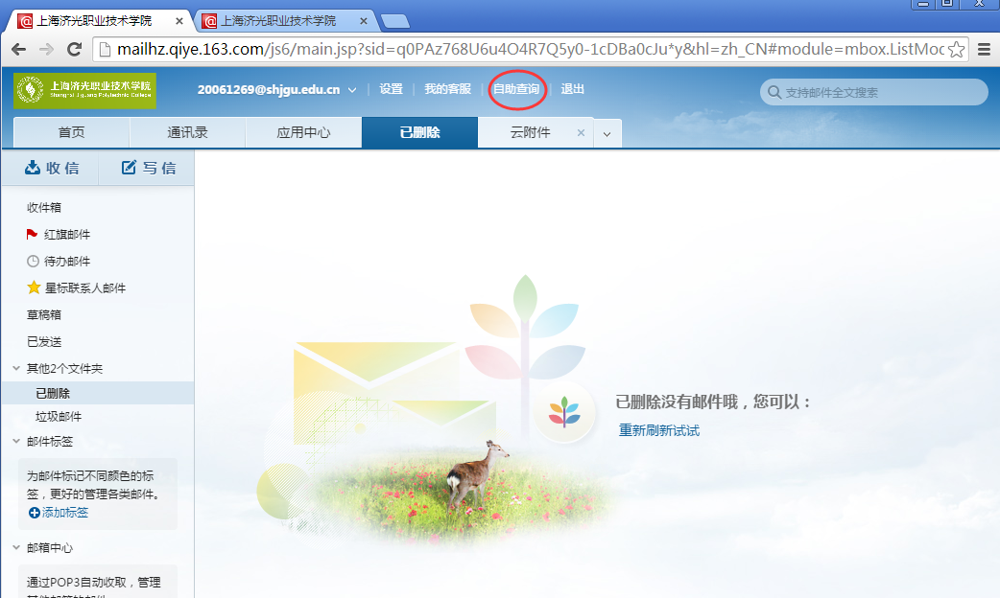 上海济光职业技术学院
上海济光职业技术学院
mailhz.qiye.163.com/js6/main.jsp?sid=q0PAz768U6u4O4R7Q5y0-1cDBa0cJu*y&hl=zh_CN#module=mbox.ListMoc
上海济光职业技术学院
Shanghai Jiguang Polytechnic College
20061269@shjgu.edu.cn
设置
我的客服
自助查询
退出
支持邮件全文搜索
首页
通讯录
应用中心
已删除
云附件
收 信
写 信
收件箱
红旗邮件
待办邮件
星标联系人邮件
草稿箱
已发送
其他2个文件夹
已删除
垃圾邮件
邮件标签
为邮件标记不同颜色的标
签，更好的管理各类邮件。
添加标签
邮箱中心
通过POP3自动收取，管理
已删除没有邮件哦，您可以：
重新刷新试试